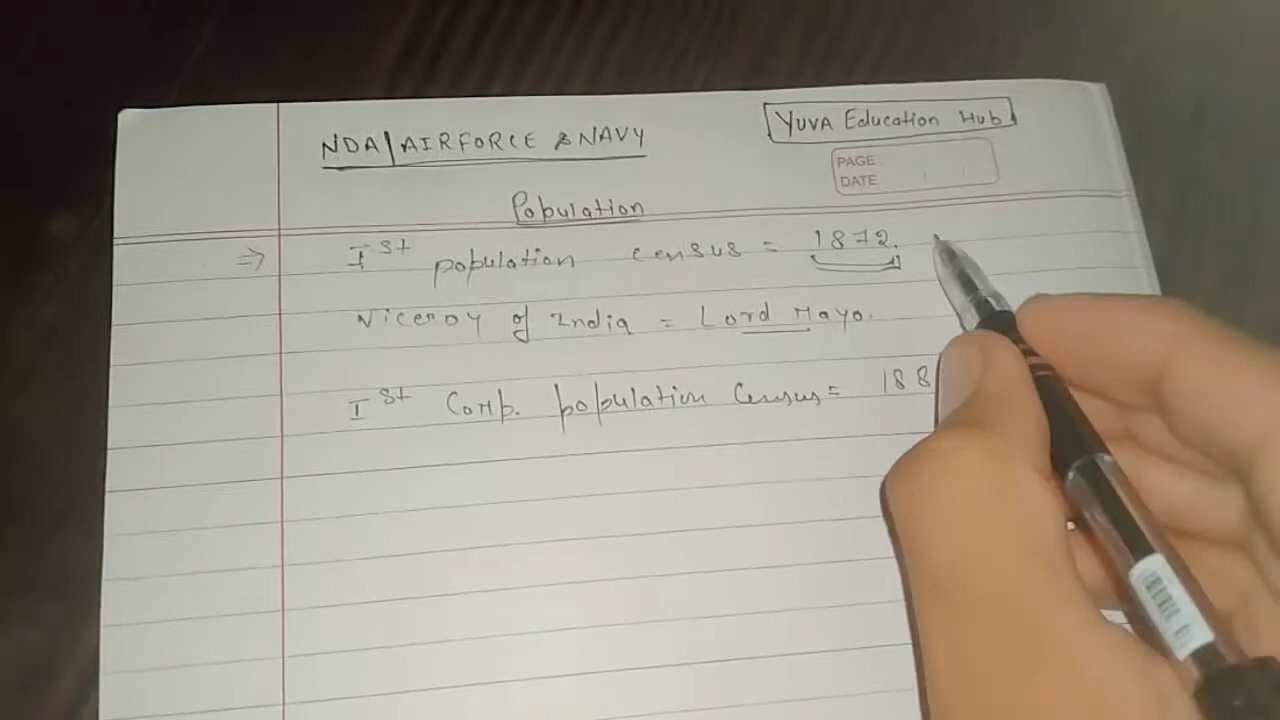 NDA|AIRFORCE & NAVY
YUVA Education Hub
PAGE
DATE
Population
⇒ Ist population census = 1872.
Viceroy of India = Lord Mayo.
Ist Comp. population Census = 188